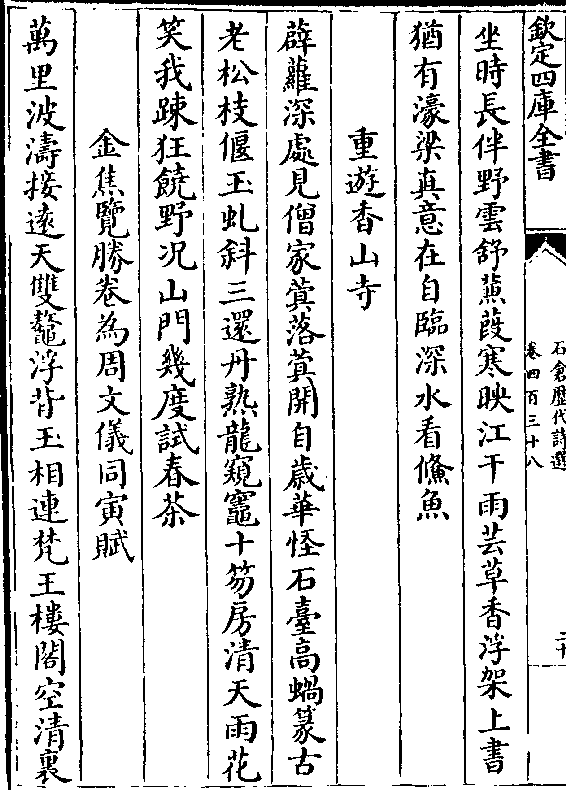 欽定四庫全書
石倉歷代詩選
卷四百三十八
坐時長伴野雲舒蒹葭寒映江干雨芸草香浮架上書
猶有濠梁真意在自臨深水看鯈魚
重遊香山寺
薜蘿深處見僧家蓂落蓂開自歲華怪石臺高蝸篆古
老松枝偃玉虬斜三還丹熟龍窺竈十笏房清天雨花
笑我踈狂饒野况山門幾度試春茶
金焦覽勝卷為周文儀同寅賦
萬里波濤接遠天雙鼇浮背玉相連梵王樓閣空清裏